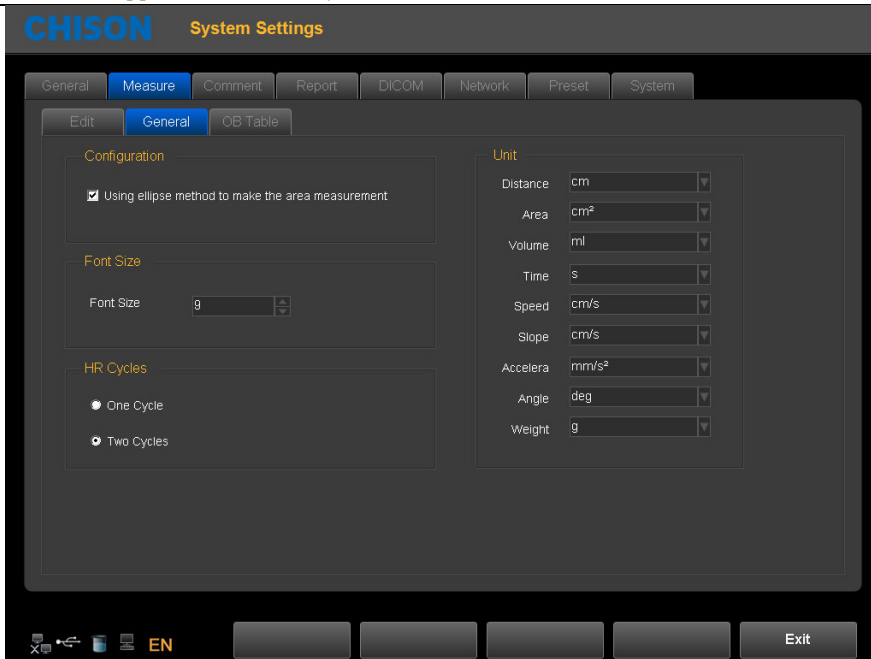 CHISON System Settings
General Measure Comment Report DICOM Network Preset System
Edit General OB Table
Configuration
Using ellipse method to make the area measurement
Font Size
Font Size 9
HR Cycles
One Cycle
Two Cycles
Unit
Distance cm
Area cm²
Volume ml
Time s
Speed cm/s
Slope cm/s
Accelera mm/s²
Angle deg
Weight g
EN Exit